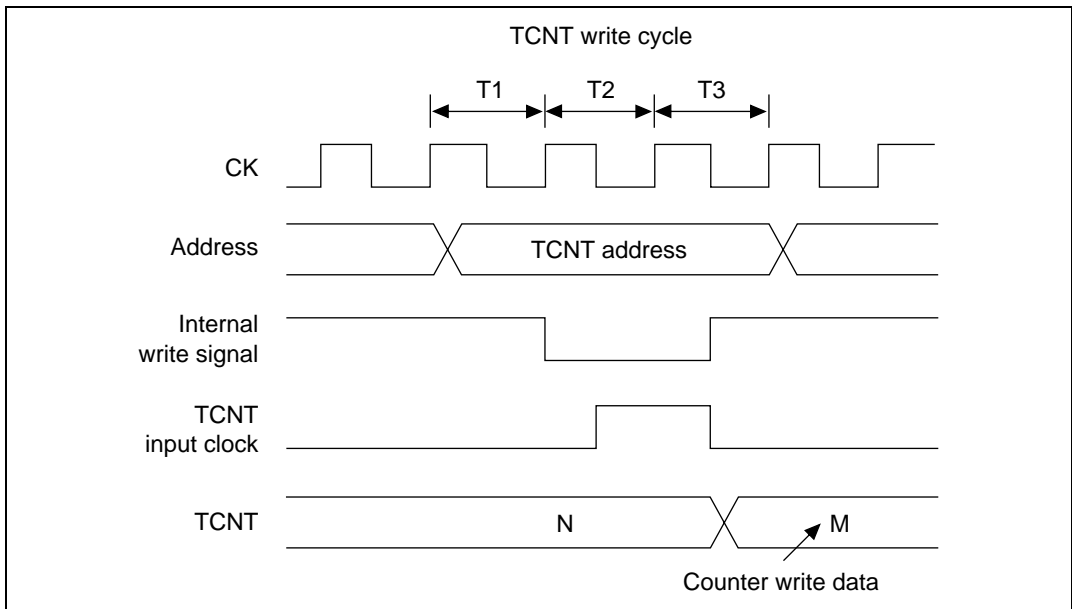 TCNT write cycle
T1 T2 T3
CK
Address
TCNT address
Internal
write signal
TCNT
input clock
TCNT
N
M
Counter write data